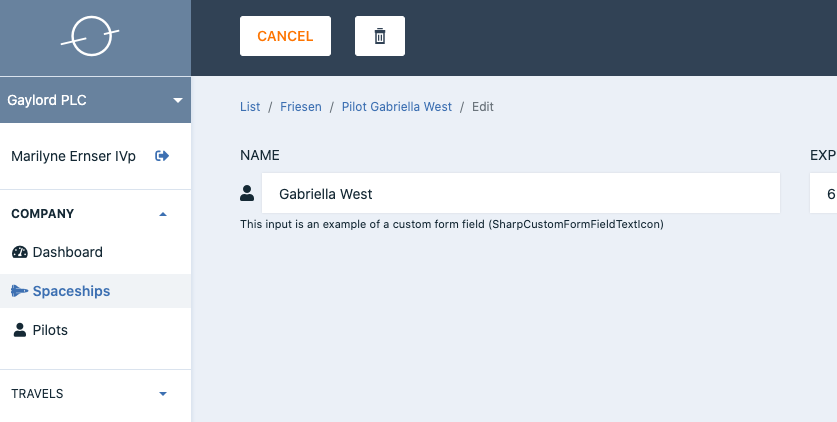 CANCEL
Gaylord PLC
List / Friesen / Pilot Gabriella West / Edit
Marilyne Ernser IVp
NAME
EXP
Gabriella West
6
This input is an example of a custom form field (SharpCustomFormFieldTextIcon)
COMPANY
Dashboard
Spaceships
Pilots
TRAVELS